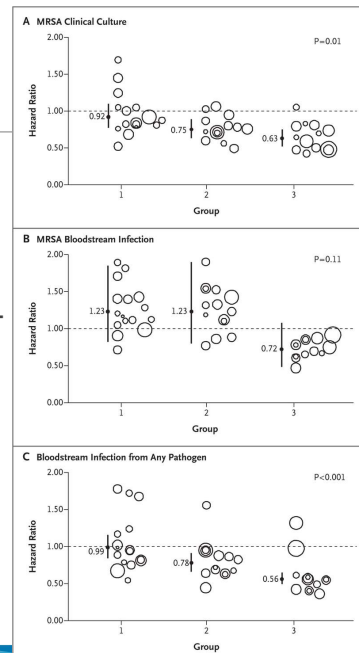 A MRSA Clinical Culture
P=0.01
Hazard Ratio
2.00
1.50
1.00
0.50
0.00
0.92
0.75
0.63
1 2 3
Group
B MRSA Bloodstream Infection
P=0.11
Hazard Ratio
2.00
1.50
1.00
0.50
0.00
1.23
1.23
0.72
1 2 3
Group
C Bloodstream Infection from Any Pathogen
P<0.001
Hazard Ratio
2.00
1.50
1.00
0.50
0.00
0.99
0.78
0.56
1 2 3
Group